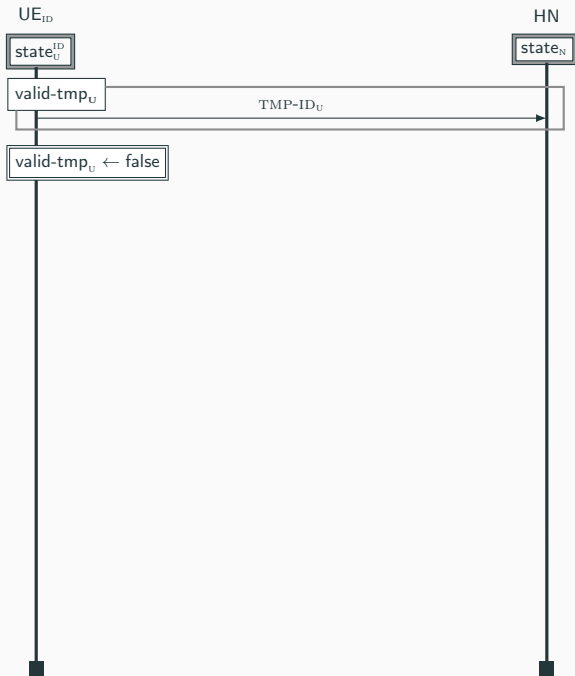 UE_ID HN
state_U^ID state_N
valid-tmp_U
TMP-ID_U
valid-tmp_U ← false